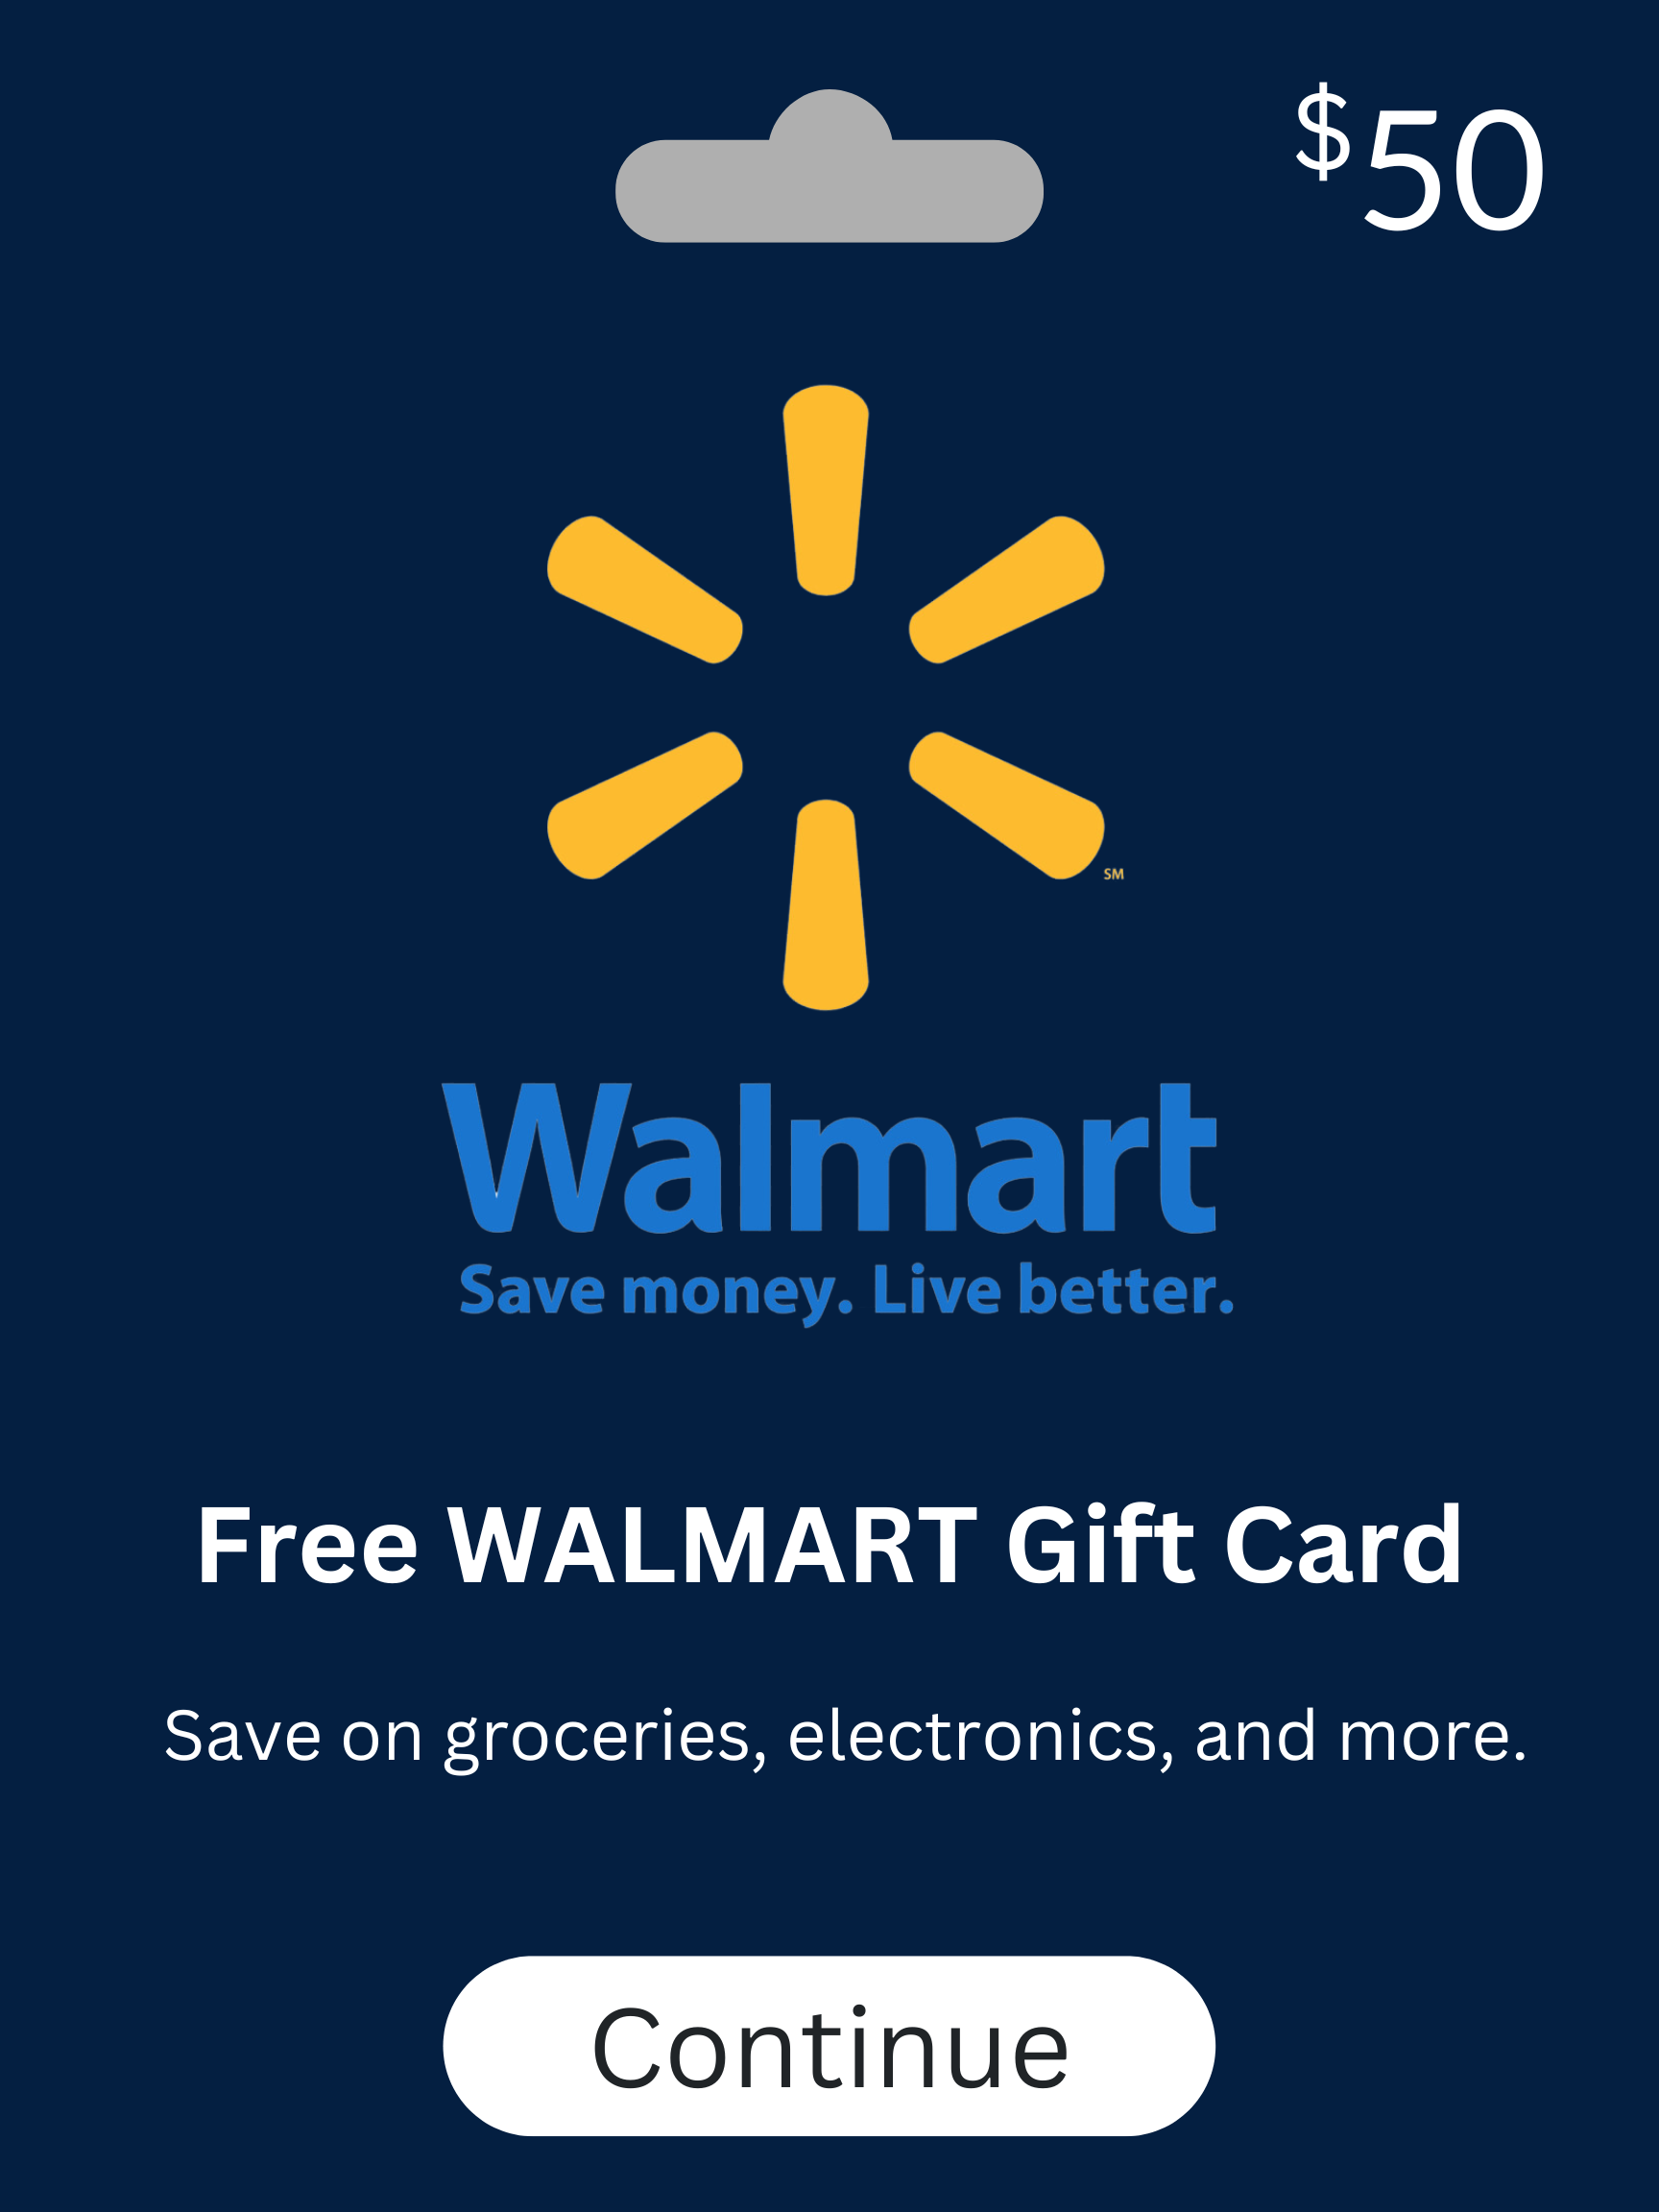 $50
SM
Walmart
Save money. Live better.
Free WALMART Gift Card
Save on groceries, electronics, and more.
Continue